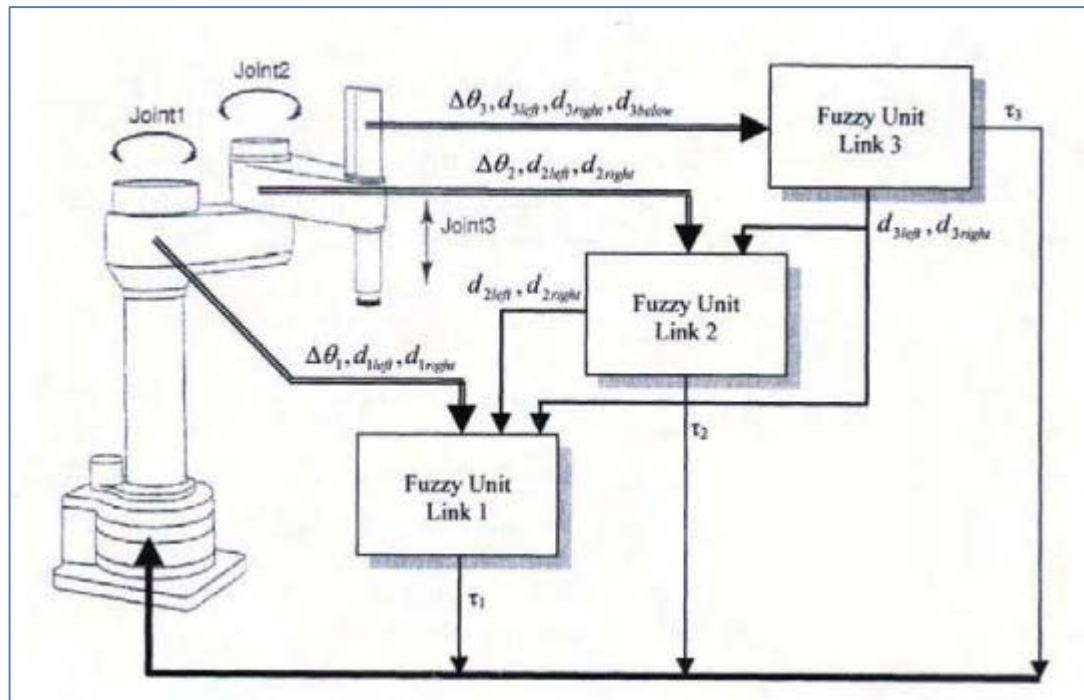 Joint2
Joint1
Δθ₃, d₃left, d₃right, d₃below
Fuzzy Unit
Link 3
τ₃
Δθ₂, d₂left, d₂right
Joint3
d₃left, d₃right
d₂left, d₂right
Fuzzy Unit
Link 2
Δθ₁, d₁left, d₁right
τ₂
Fuzzy Unit
Link 1
τ₁